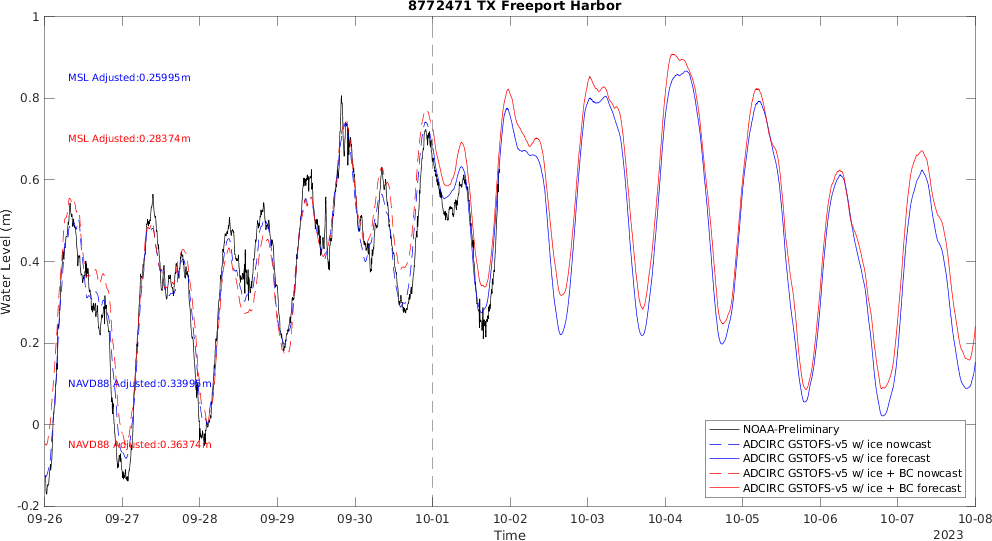 8772471 TX Freeport Harbor
1
0.8
0.6
0.4
0.2
0
-0.2
Water Level (m)
MSL Adjusted:0.25995m
MSL Adjusted:0.28374m
NAVD88 Adjusted:0.33995m
NAVD88 Adjusted:0.36374m
NOAA-Preliminary
ADCIRC GSTOFS-v5 w/ ice nowcast
ADCIRC GSTOFS-v5 w/ ice forecast
ADCIRC GSTOFS-v5 w/ ice + BC nowcast
ADCIRC GSTOFS-v5 w/ ice + BC forecast
09-26 09-27 09-28 09-29 09-30 10-01 10-02 10-03 10-04 10-05 10-06 10-07 10-08
Time
2023